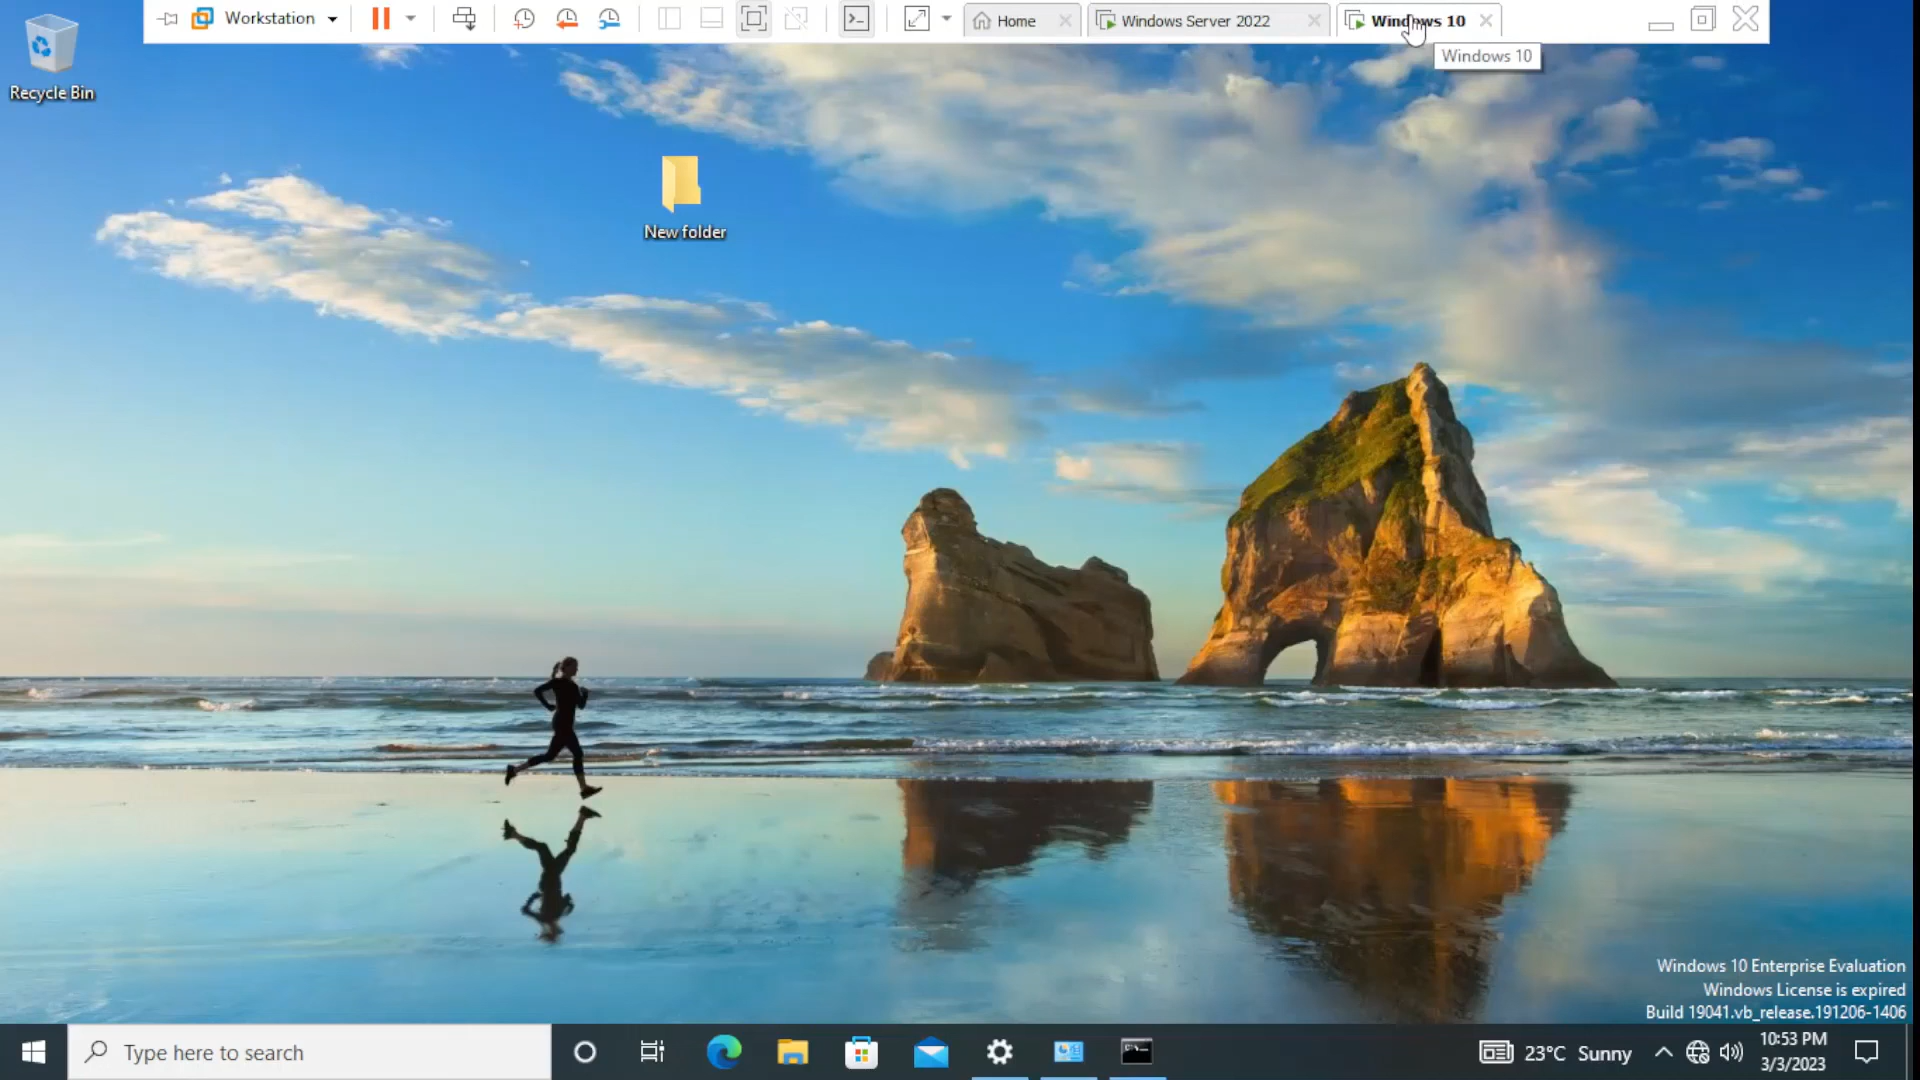 Workstation
Home
Windows Server 2022
Windows 10
Windows 10
Recycle Bin
New folder
Windows 10 Enterprise Evaluation
Windows License is expired
Build 19041.vb_release.191206-1406
Type here to search
23°C Sunny
10:53 PM
3/3/2023